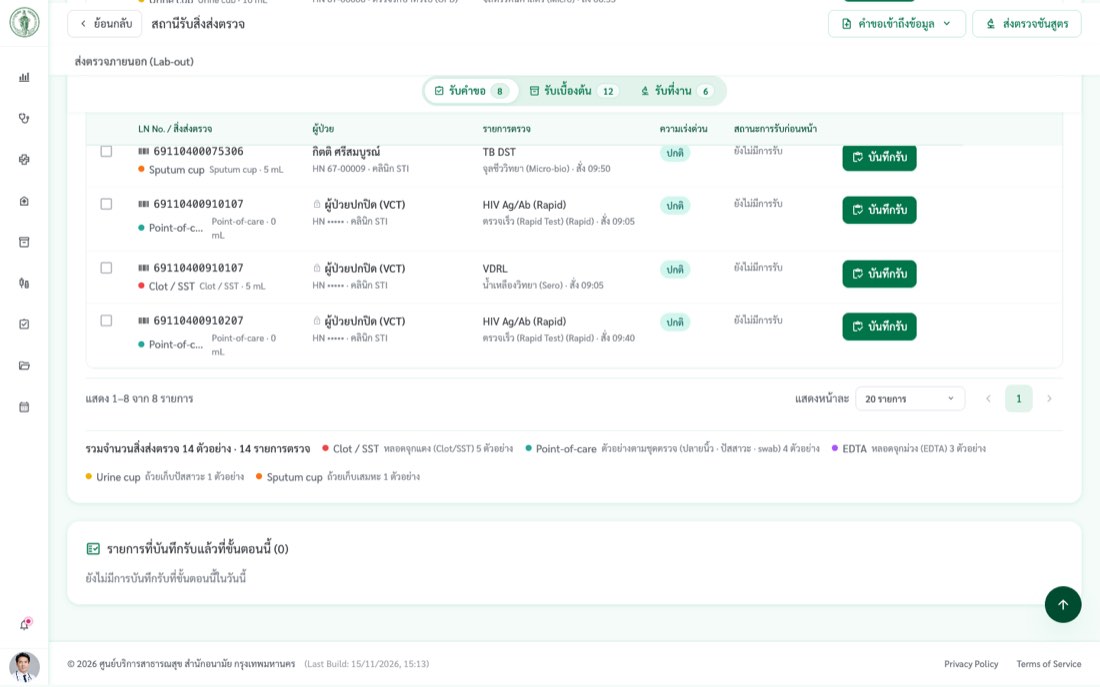 ย้อนกลับ
สถานีรับสิ่งส่งตรวจ
คำขอเข้าถึงข้อมูล
ส่งตรวจชันสูตร
ส่งตรวจภายนอก (Lab-out)
รับคำขอ 8
รับเบื้องต้น 12
รับที่งาน 6
LN No. / สิ่งส่งตรวจ ผู้ป่วย รายการตรวจ ความเร่งด่วน สถานะการรับก่อนหน้า
69110400075306 กิตติ ศรีสมบูรณ์ TB DST ปกติ ยังไม่มีการรับ บันทึกรับ
Sputum cup Sputum cup · 5 mL HN 67-00009 · คลินิก STI จุลชีววิทยา (Micro-bio) · สั่ง 09:50
69110400910107 ผู้ป่วยปกปิด (VCT) HIV Ag/Ab (Rapid) ปกติ ยังไม่มีการรับ บันทึกรับ
Point-of-c... Point-of-care · 0 mL HN ••••• · คลินิก STI ตรวจเร็ว (Rapid Test) (Rapid) · สั่ง 09:05
69110400910107 ผู้ป่วยปกปิด (VCT) VDRL ปกติ ยังไม่มีการรับ บันทึกรับ
Clot / SST Clot / SST · 5 mL HN ••••• · คลินิก STI น้ำเหลืองวิทยา (Sero) · สั่ง 09:05
69110400910207 ผู้ป่วยปกปิด (VCT) HIV Ag/Ab (Rapid) ปกติ ยังไม่มีการรับ บันทึกรับ
Point-of-c... Point-of-care · 0 mL HN ••••• · คลินิก STI ตรวจเร็ว (Rapid Test) (Rapid) · สั่ง 09:40
แสดง 1–8 จาก 8 รายการ แสดงหน้าละ 20 รายการ 1
รวมจำนวนสิ่งส่งตรวจ 14 ตัวอย่าง · 14 รายการตรวจ Clot / SST หลอดจุกแดง (Clot/SST) 5 ตัวอย่าง Point-of-care ตัวอย่างตามชุดตรวจ (ปลายนิ้ว · ปัสสาวะ · swab) 4 ตัวอย่าง EDTA หลอดจุกม่วง (EDTA) 3 ตัวอย่าง
Urine cup ถ้วยเก็บปัสสาวะ 1 ตัวอย่าง Sputum cup ถ้วยเก็บเสมหะ 1 ตัวอย่าง
รายการที่บันทึกรับแล้วที่ขั้นตอนนี้ (0)
ยังไม่มีการบันทึกรับที่ขั้นตอนนี้ในวันนี้
© 2026 ศูนย์บริการสาธารณสุข สำนักอนามัย กรุงเทพมหานคร (Last Build: 15/11/2026, 15:13) Privacy Policy Terms of Service